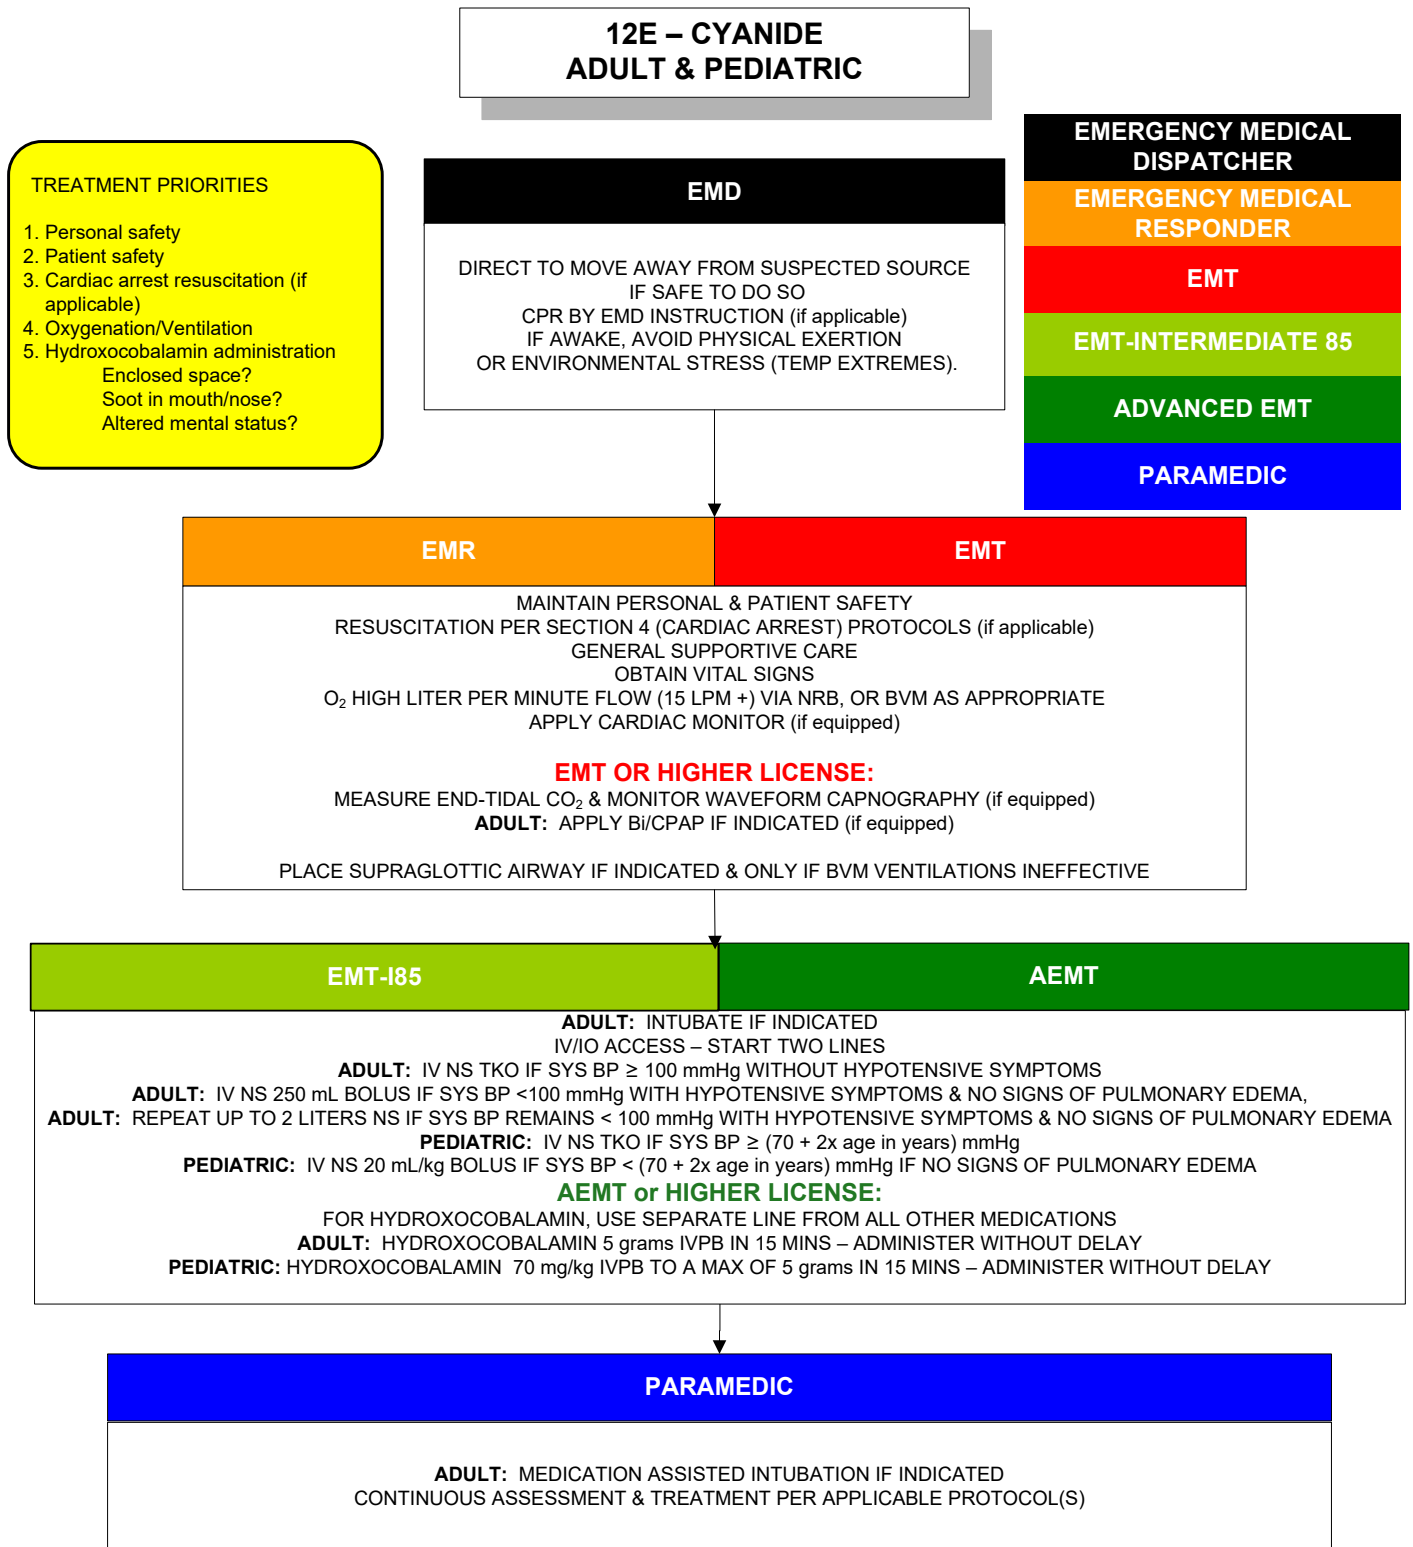 12E – CYANIDE
ADULT & PEDIATRIC
TREATMENT PRIORITIES
1. Personal safety
2. Patient safety
3. Cardiac arrest resuscitation (if
applicable)
4. Oxygenation/Ventilation
5. Hydroxocobalamin administration
Enclosed space?
Soot in mouth/nose?
Altered mental status?
EMD
DIRECT TO MOVE AWAY FROM SUSPECTED SOURCE
IF SAFE TO DO SO
CPR BY EMD INSTRUCTION (if applicable)
IF AWAKE, AVOID PHYSICAL EXERTION
OR ENVIRONMENTAL STRESS (TEMP EXTREMES).
EMERGENCY MEDICAL
DISPATCHER
EMERGENCY MEDICAL
RESPONDER
EMT
EMT-INTERMEDIATE 85
ADVANCED EMT
PARAMEDIC
EMR
EMT
MAINTAIN PERSONAL & PATIENT SAFETY
RESUSCITATION PER SECTION 4 (CARDIAC ARREST) PROTOCOLS (if applicable)
GENERAL SUPPORTIVE CARE
OBTAIN VITAL SIGNS
O₂ HIGH LITER PER MINUTE FLOW (15 LPM +) VIA NRB, OR BVM AS APPROPRIATE
APPLY CARDIAC MONITOR (if equipped)
EMT OR HIGHER LICENSE:
MEASURE END-TIDAL CO₂ & MONITOR WAVEFORM CAPNOGRAPHY (if equipped)
ADULT: APPLY Bi/CPAP IF INDICATED (if equipped)
PLACE SUPRAGLOTTIC AIRWAY IF INDICATED & ONLY IF BVM VENTILATIONS INEFFECTIVE
EMT-I85
AEMT
ADULT: INTUBATE IF INDICATED
IV/IO ACCESS – START TWO LINES
ADULT: IV NS TKO IF SYS BP ≥ 100 mmHg WITHOUT HYPOTENSIVE SYMPTOMS
ADULT: IV NS 250 mL BOLUS IF SYS BP <100 mmHg WITH HYPOTENSIVE SYMPTOMS & NO SIGNS OF PULMONARY EDEMA,
ADULT: REPEAT UP TO 2 LITERS NS IF SYS BP REMAINS < 100 mmHg WITH HYPOTENSIVE SYMPTOMS & NO SIGNS OF PULMONARY EDEMA
PEDIATRIC: IV NS TKO IF SYS BP ≥ (70 + 2x age in years) mmHg
PEDIATRIC: IV NS 20 mL/kg BOLUS IF SYS BP < (70 + 2x age in years) mmHg IF NO SIGNS OF PULMONARY EDEMA
AEMT or HIGHER LICENSE:
FOR HYDROXOCOBALAMIN, USE SEPARATE LINE FROM ALL OTHER MEDICATIONS
ADULT: HYDROXOCOBALAMIN 5 grams IVPB IN 15 MINS – ADMINISTER WITHOUT DELAY
PEDIATRIC: HYDROXOCOBALAMIN 70 mg/kg IVPB TO A MAX OF 5 grams IN 15 MINS – ADMINISTER WITHOUT DELAY
PARAMEDIC
ADULT: MEDICATION ASSISTED INTUBATION IF INDICATED
CONTINUOUS ASSESSMENT & TREATMENT PER APPLICABLE PROTOCOL(S)